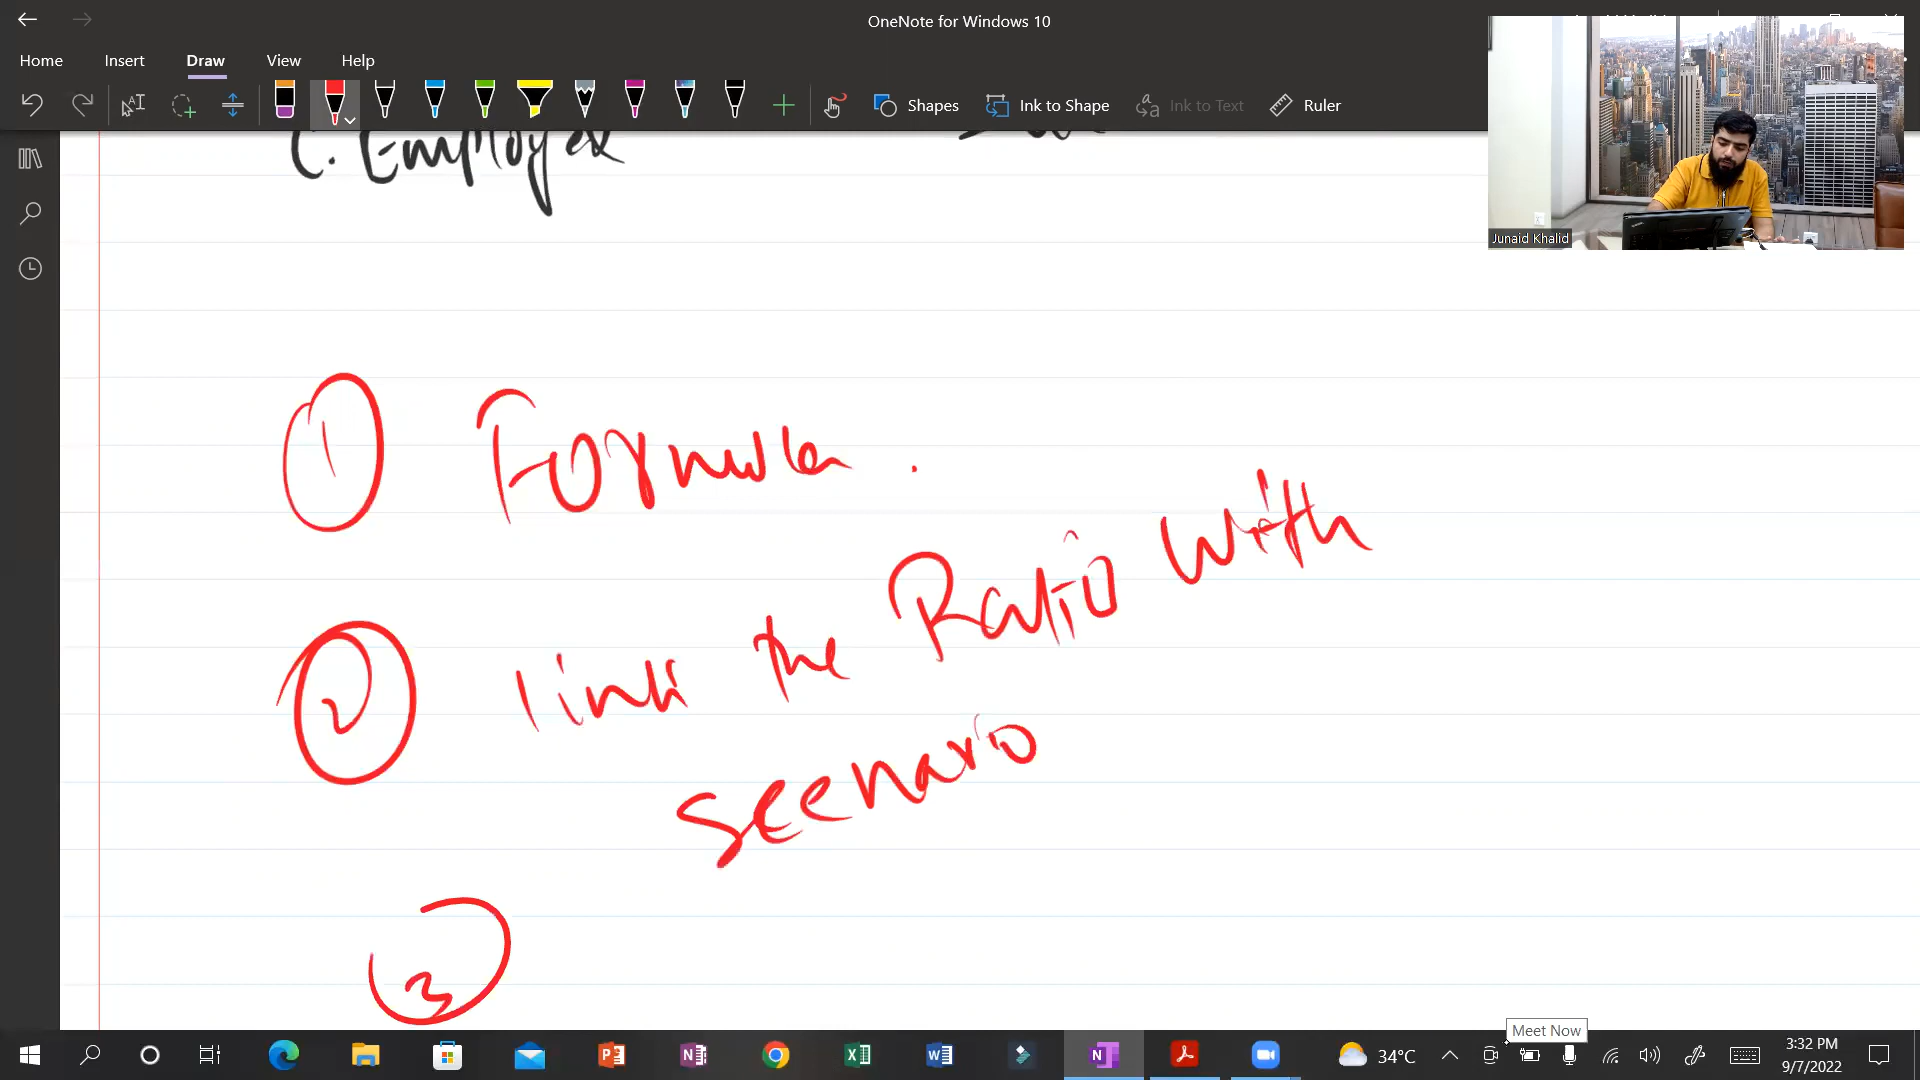 OneNote for Windows 10
Home Insert Draw View Help
Shapes Ink to Shape Ink to Text Ruler
C. Employed
Junaid Khalid
1 Formula.
2 link the Ratio with
Scenario
3
Meet Now
34°C
3:32 PM
9/7/2022